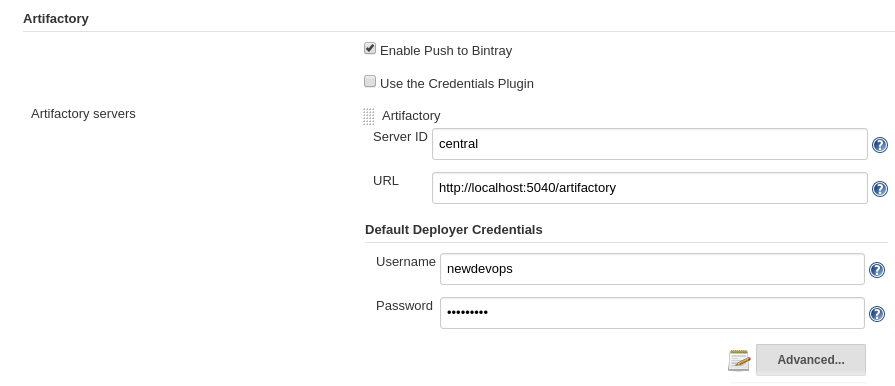 Artifactory
Enable Push to Bintray
Use the Credentials Plugin
Artifactory servers
Artifactory
Server ID
central
URL
http://localhost:5040/artifactory
Default Deployer Credentials
Username
newdevops
Password
•••••••••
Advanced...